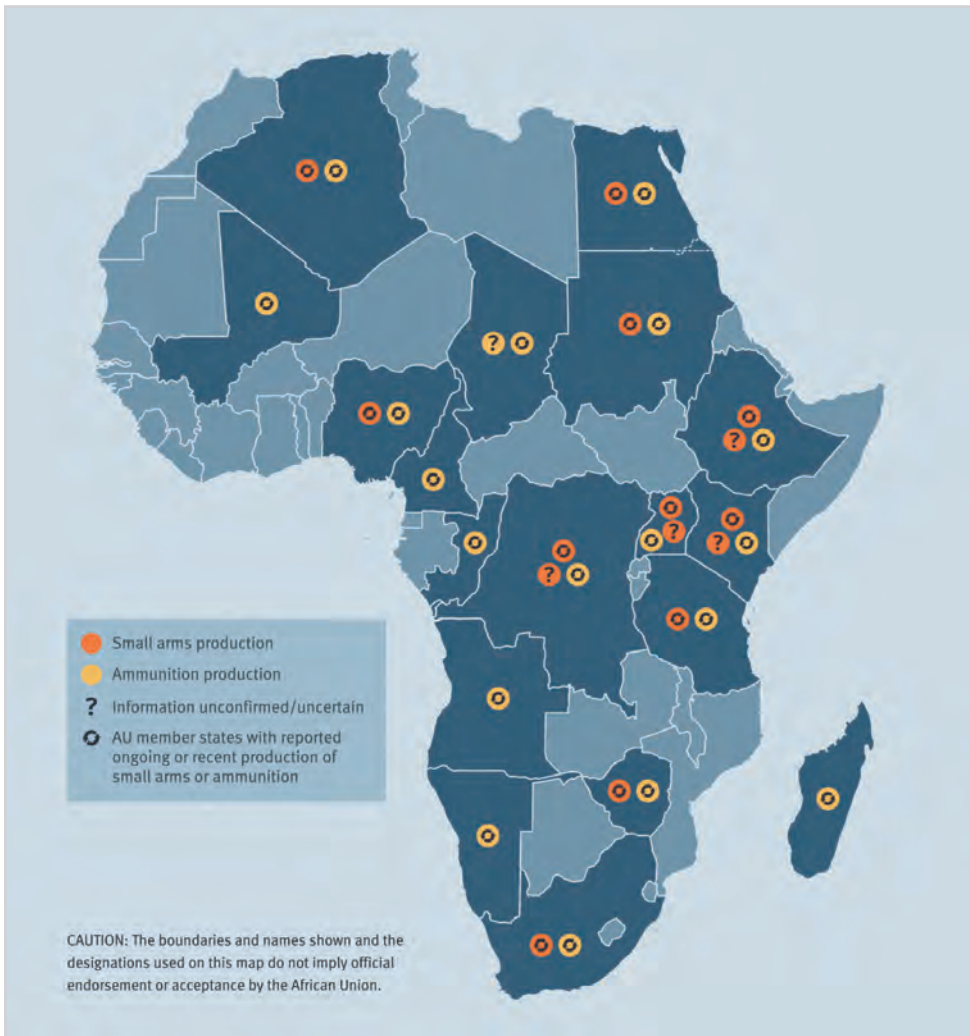 Small arms production
Ammunition production
? Information unconfirmed/uncertain
AU member states with reported
ongoing or recent production of
small arms or ammunition
CAUTION: The boundaries and names shown and the
designations used on this map do not imply official
endorsement or acceptance by the African Union.